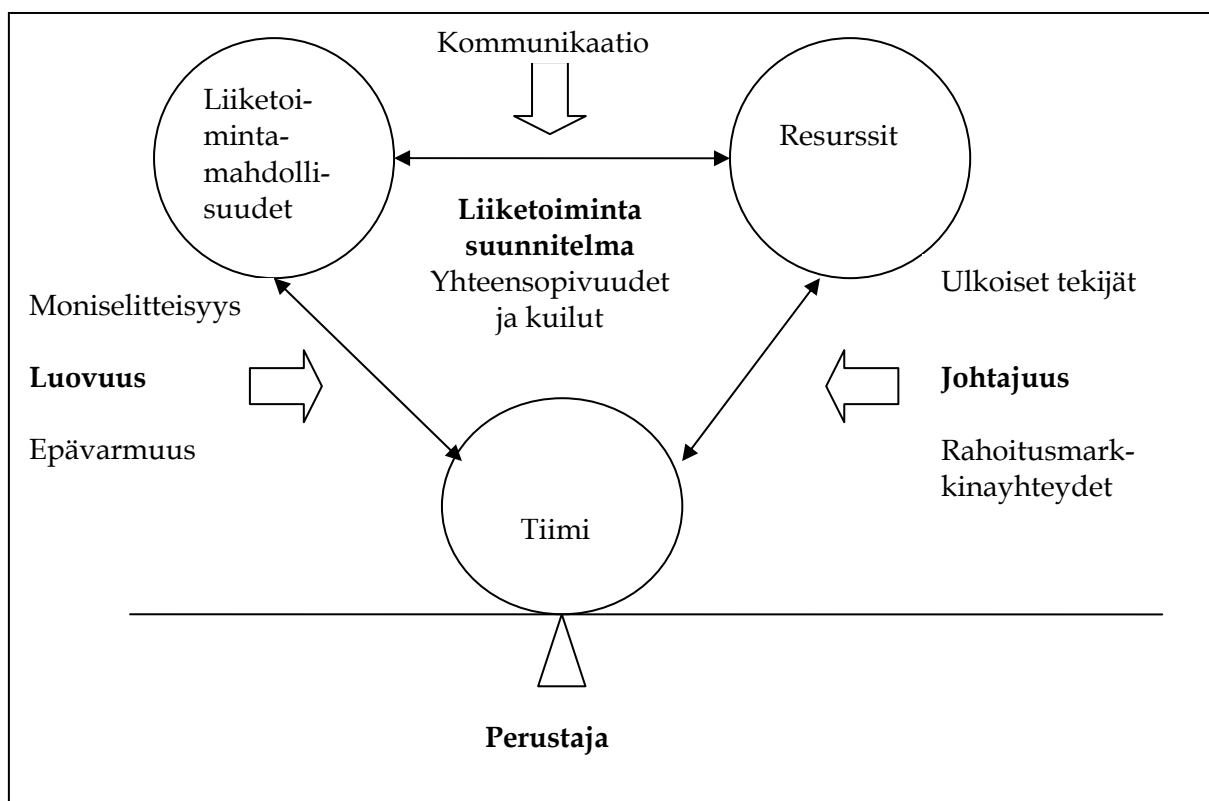 Kommunikaatio
Liiketoi-
minta-
mahdolli-
suudet
Resurssit
Liiketoiminta
suunnitelma
Yhteensopivuudet
ja kuilut
Moniselitteisyys
Luovuus
Epävarmuus
Ulkoiset tekijät
Johtajuus
Rahoitusmark-
kinayhteydet
Tiimi
Perustaja